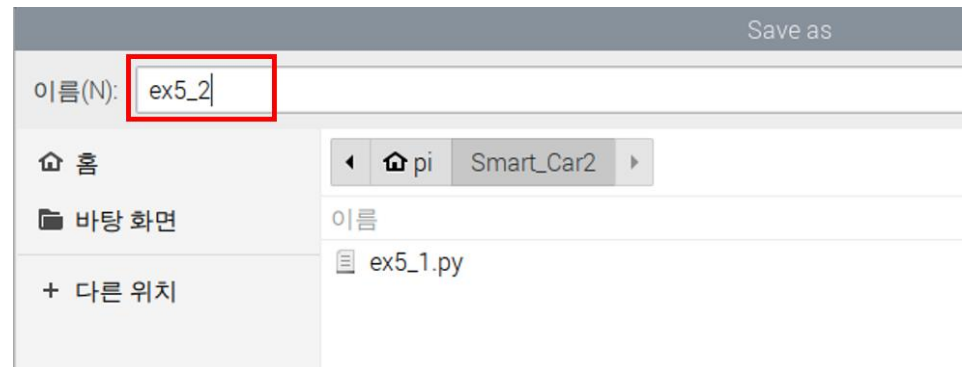 Save as
이름(N): ex5_2
홈
pi Smart_Car2
바탕 화면
이름
ex5_1.py
+ 다른 위치